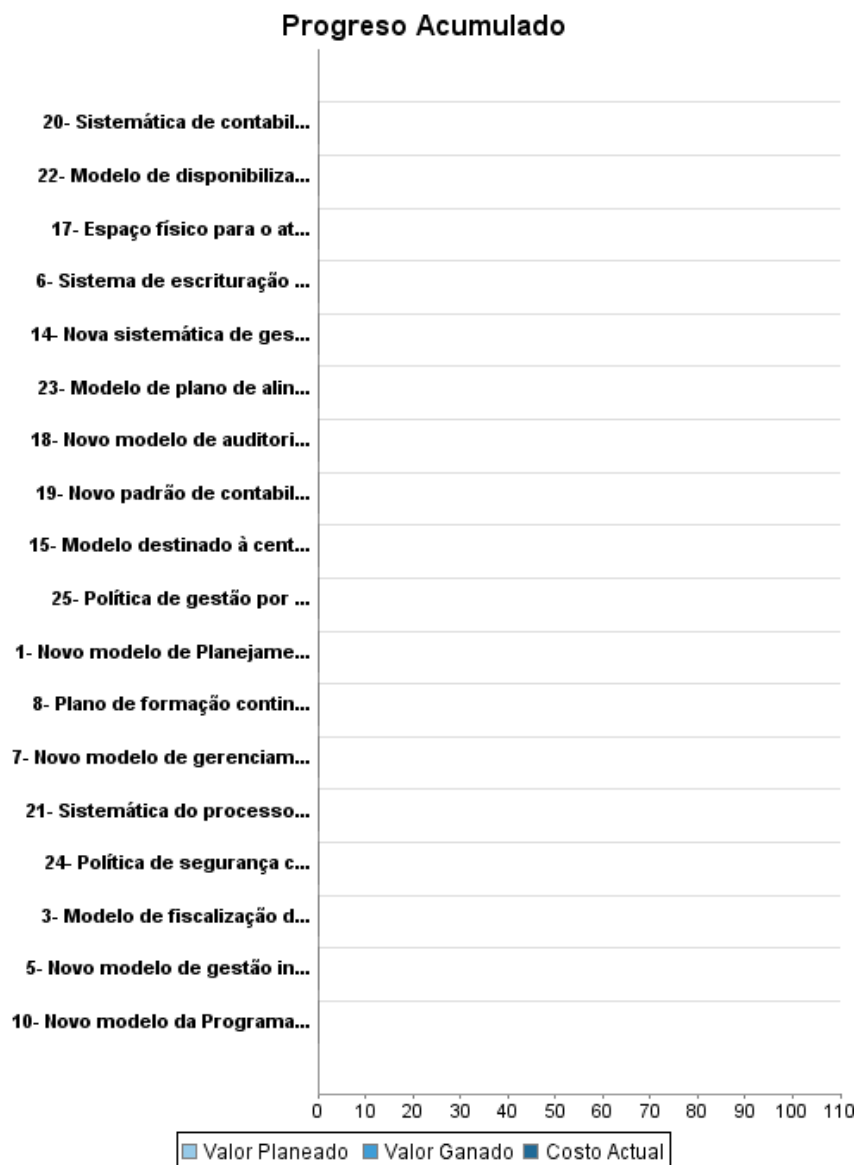 Progreso Acumulado
20- Sistemática de contabil...
22- Modelo de disponibiliza...
17- Espaço físico para o at...
6- Sistema de escrituração ...
14- Nova sistemática de ges...
23- Modelo de plano de alin...
18- Novo modelo de auditori...
19- Novo padrão de contabil...
15- Modelo destinado à cent...
25- Política de gestão por ...
1- Novo modelo de Planejame...
8- Plano de formação contin...
7- Novo modelo de gerenciam...
21- Sistemática do processo...
24- Política de segurança c...
3- Modelo de fiscalização d...
5- Novo modelo de gestão in...
10- Novo modelo da Programa...
0 10 20 30 40 50 60 70 80 90 100 110
Valor Planeado Valor Ganado Costo Actual